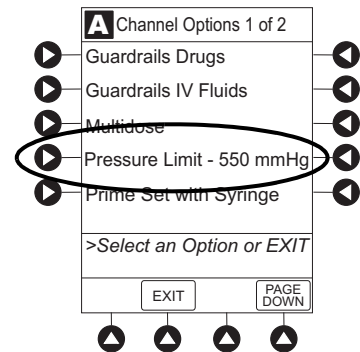 A Channel Options 1 of 2
Guardrails Drugs
Guardrails IV Fluids
Multidose
Pressure Limit - 550 mmHg
Prime Set with Syringe
>Select an Option or EXIT
EXIT
PAGE
DOWN